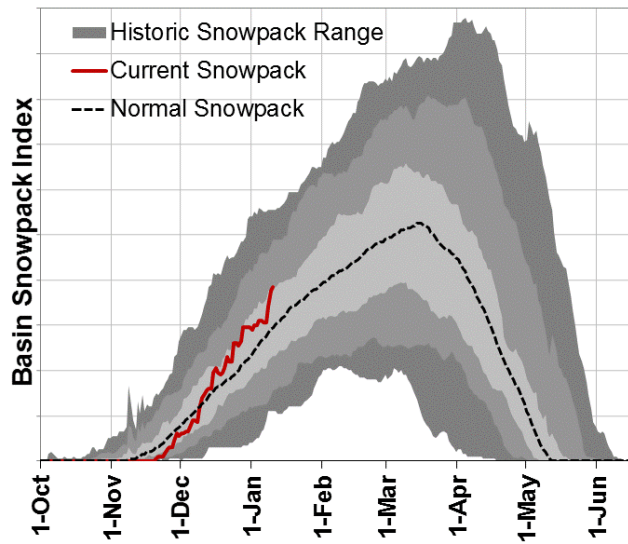 Historic Snowpack Range
Current Snowpack
Normal Snowpack
Basin Snowpack Index
1-Oct
1-Nov
1-Dec
1-Jan
1-Feb
1-Mar
1-Apr
1-May
1-Jun